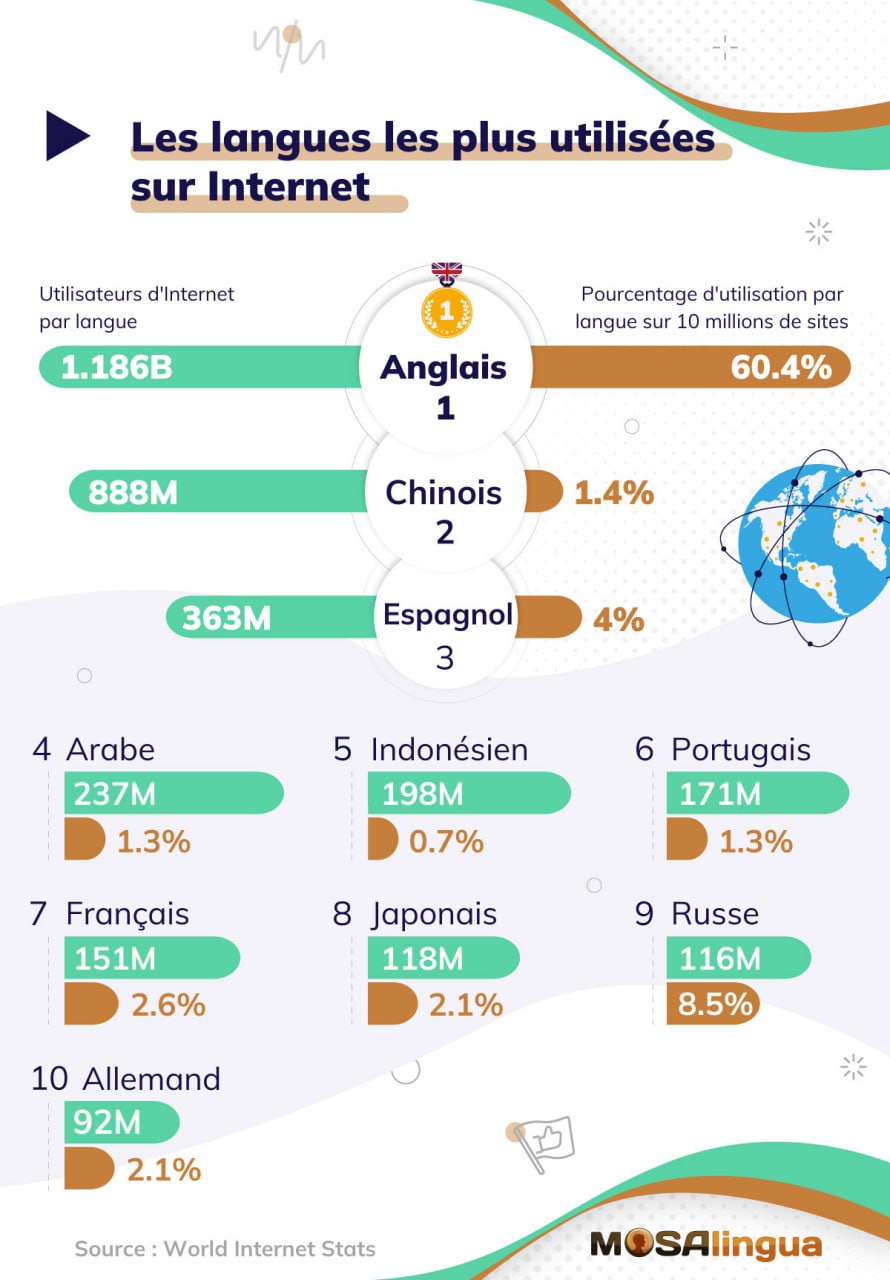 Les langues les plus utilisées
sur Internet
Utilisateurs d'Internet
par langue
Pourcentage d'utilisation par
langue sur 10 millions de sites
1
1.186B
Anglais
1
60.4%
888M
Chinois
2
1.4%
363M
Espagnol
3
4%
4 Arabe
237M
1.3%
5 Indonésien
198M
0.7%
6 Portugais
171M
1.3%
7 Français
151M
2.6%
8 Japonais
118M
2.1%
9 Russe
116M
8.5%
10 Allemand
92M
2.1%
Source : World Internet Stats
MOSAlingua